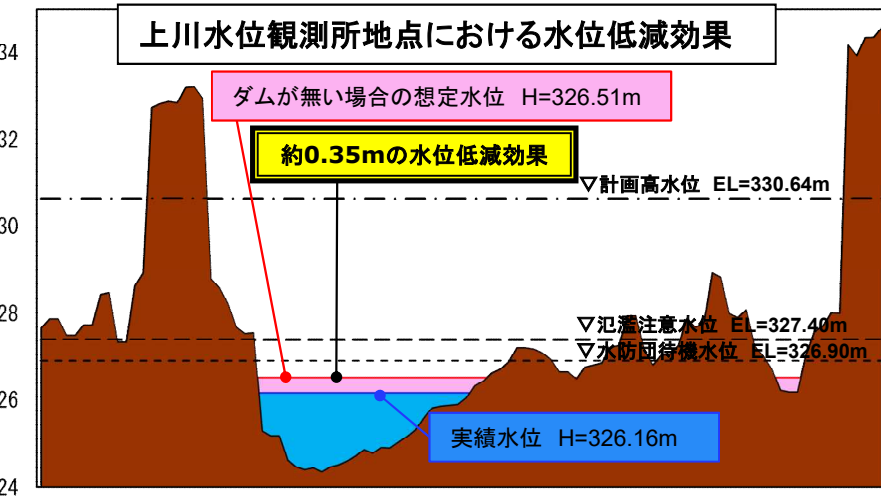 上川水位観測所地点における水位低減効果
34
ダムが無い場合の想定水位 H=326.51m
32
約0.35mの水位低減効果
▽計画高水位 EL=330.64m
30
28
▽氾濫注意水位 EL=327.40m
▽水防団待機水位 EL=326.90m
26
実績水位 H=326.16m
24